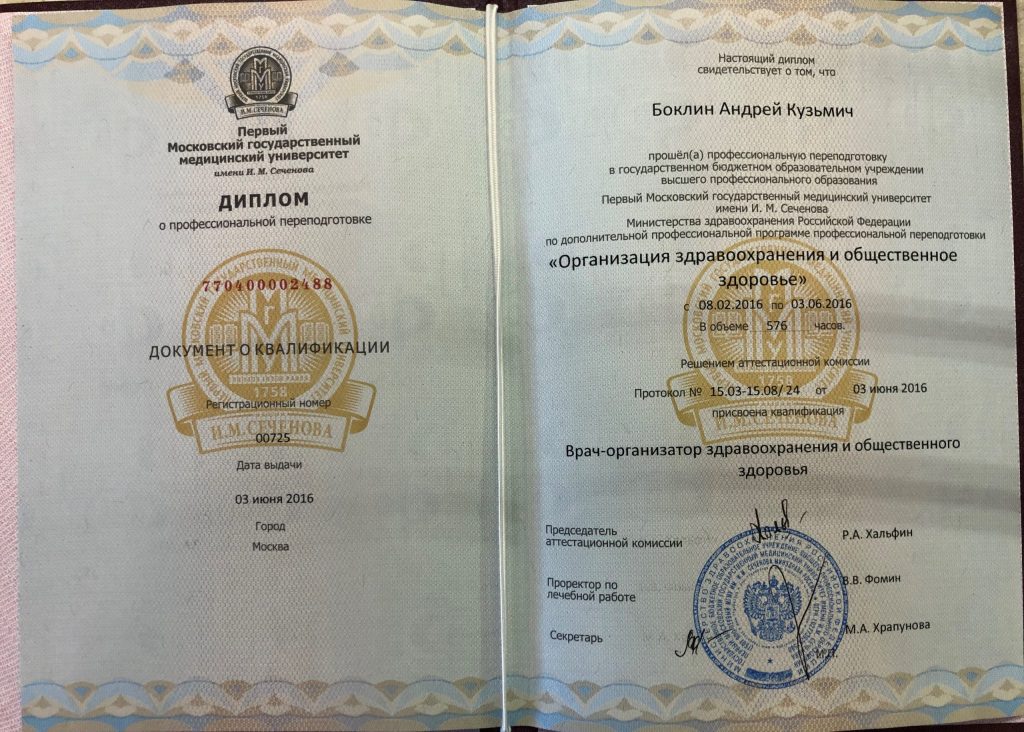 И.М. СЕЧЕНОВА
Первый
Московский государственный
медицинский университет
имени И. М. Сеченова
ДИПЛОМ
о профессиональной переподготовке
770400002488
ДОКУМЕНТ О КВАЛИФИКАЦИИ
1758
Регистрационный номер
И.М. СЕЧЕНОВА
00725
Дата выдачи
03 июня 2016
Город
Москва
Настоящий диплом
свидетельствует о том, что
Боклин Андрей Кузьмич
прошёл(а) профессиональную переподготовку
в государственном бюджетном образовательном учреждении
высшего профессионального образования
Первый Московский государственный медицинский университет
имени И. М. Сеченова
Министерства здравоохранения Российской Федерации
по дополнительной профессиональной программе профессиональной переподготовки
«Организация здравоохранения и общественное
здоровье»
с 08.02.2016 по 03.06.2016
В объеме 576 часов.
Решением аттестационной комиссии
Протокол № 15.03-15.08/ 24 от 03 июня 2016
присвоена квалификация
Врач-организатор здравоохранения и общественного
здоровья
Председатель
аттестационной комиссии
Р.А. Хальфин
Проректор по
лечебной работе
В.В. Фомин
Секретарь
М.А. Храпунова
М.П.